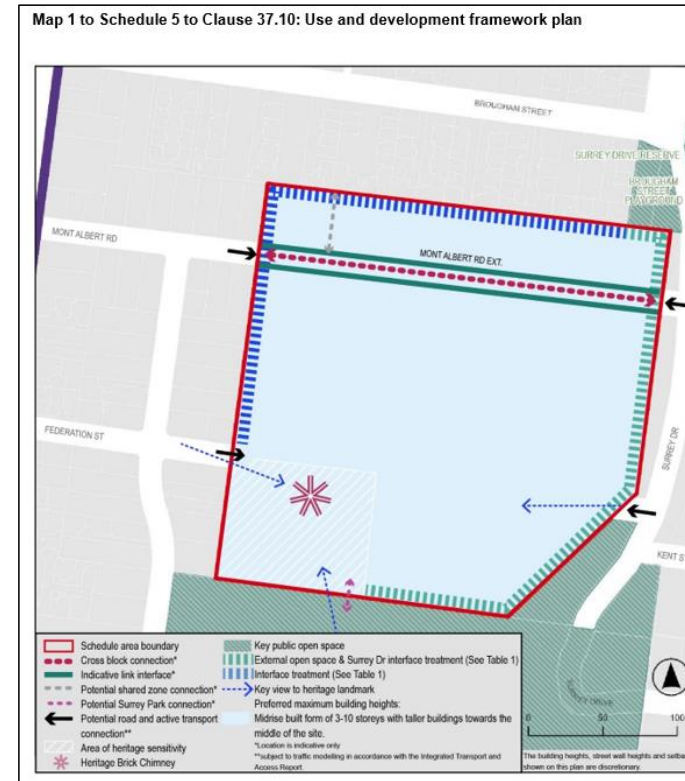 Map 1 to Schedule 5 to Clause 37.10: Use and development framework plan
BROUGHAM STREET
SURREY DRIVE RESERVE
BROUGHAM
STREET
PLAYGROUND
MONT ALBERT RD
MONT ALBERT RD EXT.
FEDERATION ST
SURREY DR
KENT S
SURREY DRIVE
Schedule area boundary
Cross block connection*
Indicative link interface*
Potential shared zone connection*
Potential Surrey Park connection*
Potential road and active transport
connection**
Area of heritage sensitivity
Heritage Brick Chimney
Key public open space
External open space & Surrey Dr interface treatment (See Table 1)
Interface treatment (See Table 1)
Key view to heritage landmark
Preferred maximum building heights:
Midrise built form of 3-10 storeys with taller buildings towards the
middle of the site.
*Location is indicative only
**subject to traffic modelling in accordance with the Integrated Transport and
Access Report.
0 50 100
The building heights, street wall heights and setba
shown on this plan are discretionary.